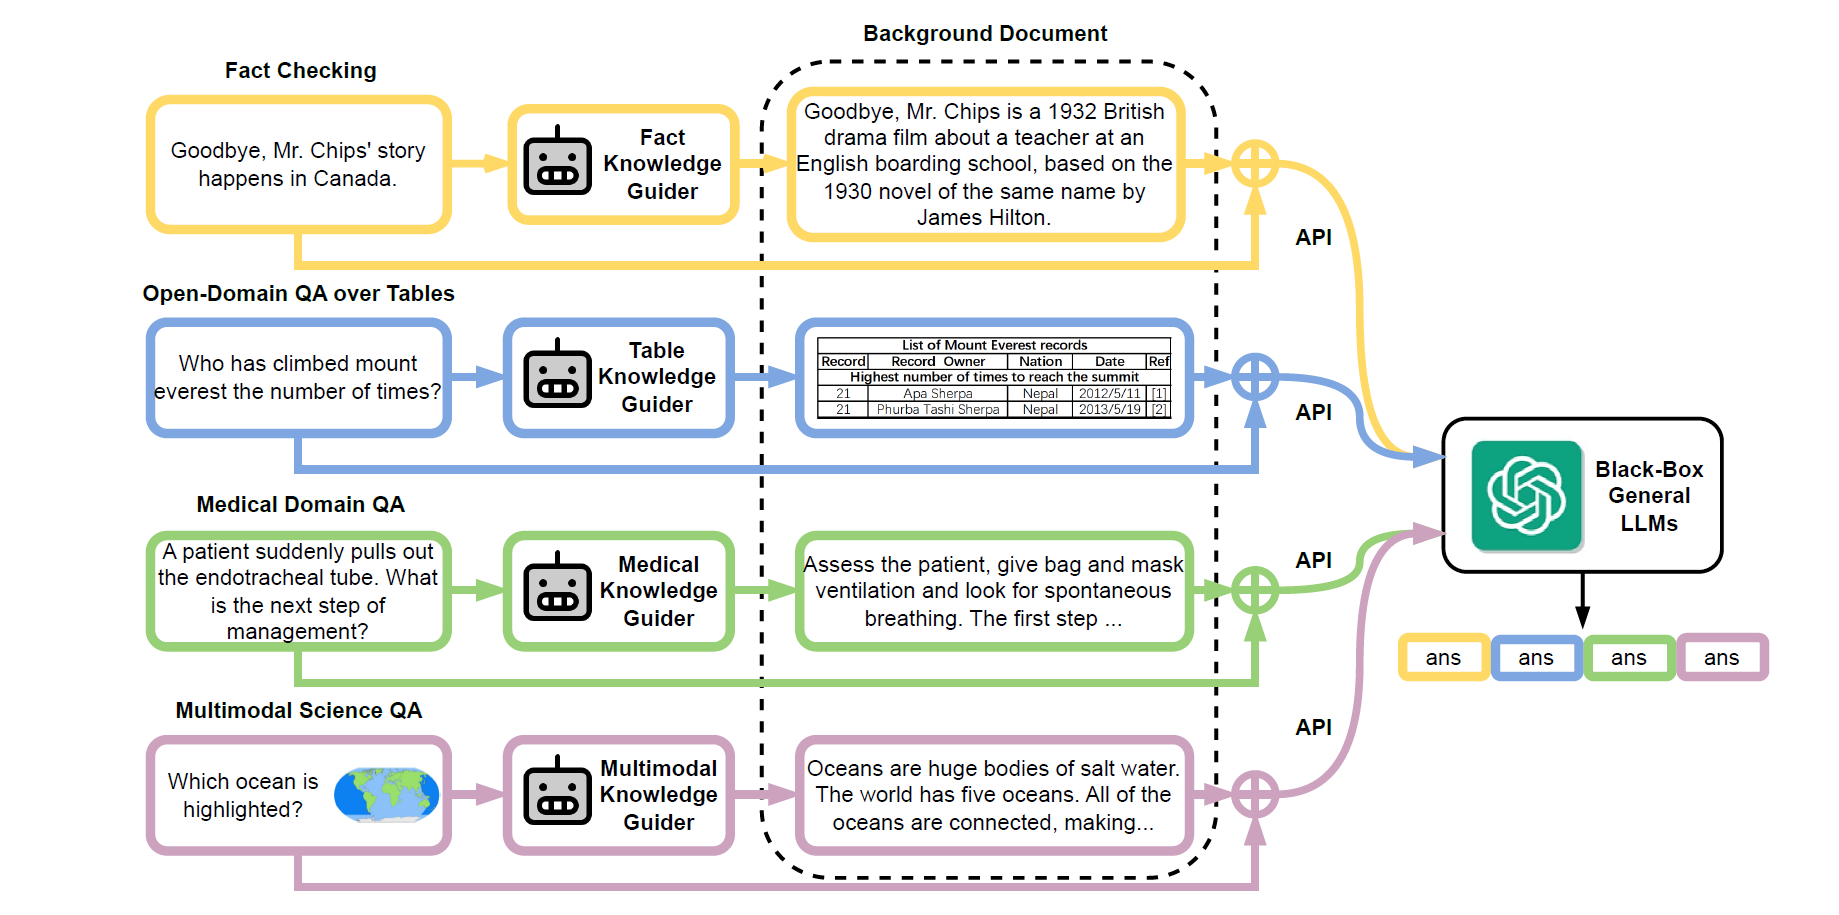 Background Document
Fact Checking
Goodbye, Mr. Chips' story
happens in Canada.
Fact
Knowledge
Guider
Goodbye, Mr. Chips is a 1932 British
drama film about a teacher at an
English boarding school, based on the
1930 novel of the same name by
James Hilton.
API
Open-Domain QA over Tables
Who has climbed mount
everest the number of times?
Table
Knowledge
Guider
List of Mount Everest records
Record Record Owner Nation Date Ref
Highest number of times to reach the summit
21 Apa Sherpa Nepal 2012/5/11 [1]
21 Phurba Tashi Sherpa Nepal 2013/5/19 [2]
API
Medical Domain QA
A patient suddenly pulls out
the endotracheal tube. What
is the next step of
management?
Medical
Knowledge
Guider
Assess the patient, give bag and mask
ventilation and look for spontaneous
breathing. The first step ...
API
Multimodal Science QA
Which ocean is
highlighted?
Multimodal
Knowledge
Guider
Oceans are huge bodies of salt water.
The world has five oceans. All of the
oceans are connected, making...
API
Black-Box
General
LLMs
ans ans ans ans